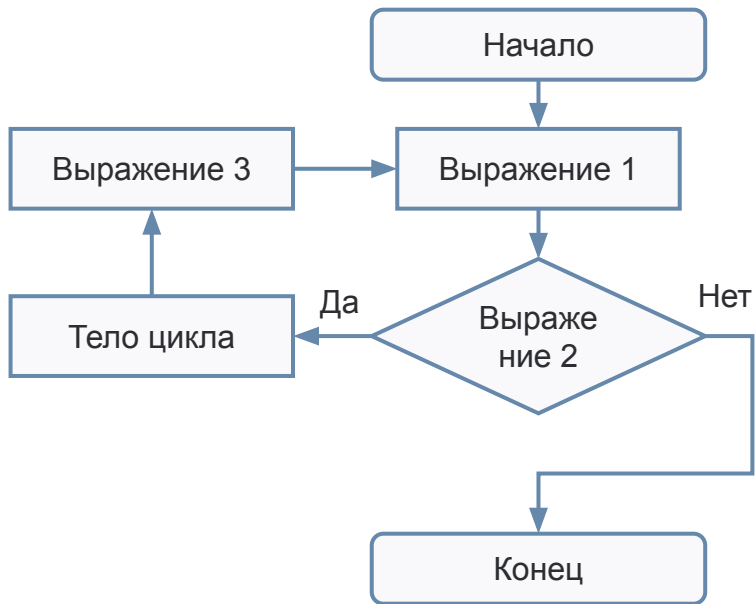 Начало
Выражение 3
Выражение 1
Да
Нет
Тело цикла
Выраже
ние 2
Конец